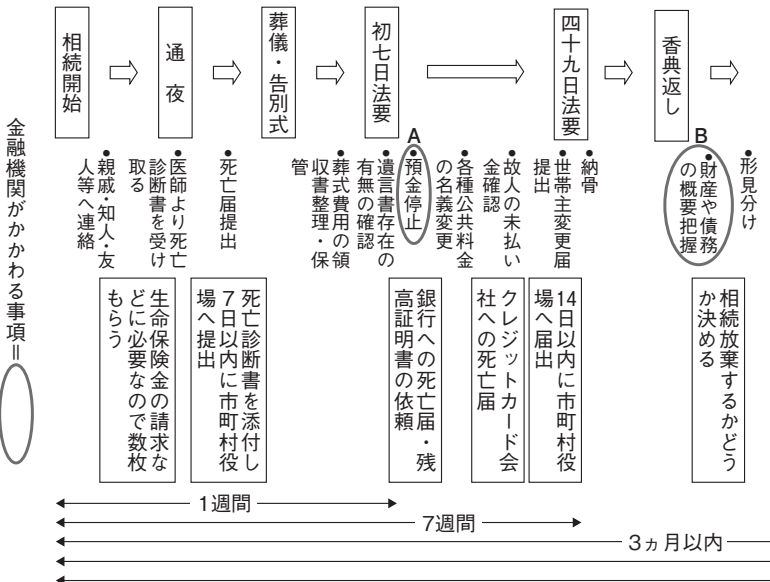 相続開始
通夜
葬儀・告別式
初七日法要
四十九日法要
香典返し
●親戚・知人・友
人等へ連絡
●医師より死亡
診断書を受け
取る
●死亡届提出
●葬式費用の領
収書整理・保
管
●遺言書存在の
有無の確認
A
●預金停止
●各種公共料金
の名義変更
●故人の未払い
金確認
●世帯主変更届
提出
●納骨
B
●財産や債務
の概要把握
●形見分け
生命保険金の請求な
どに必要なので数枚
もらう
死亡診断書を添付し
7日以内に市町村役
場へ提出
銀行への死亡届・残
高証明書の依頼
クレジットカード会
社への死亡届
14日以内に市町村役
場へ届出
相続放棄するかどう
か決める
金融機関がかかわる事項＝
1週間
7週間
3ヵ月以内